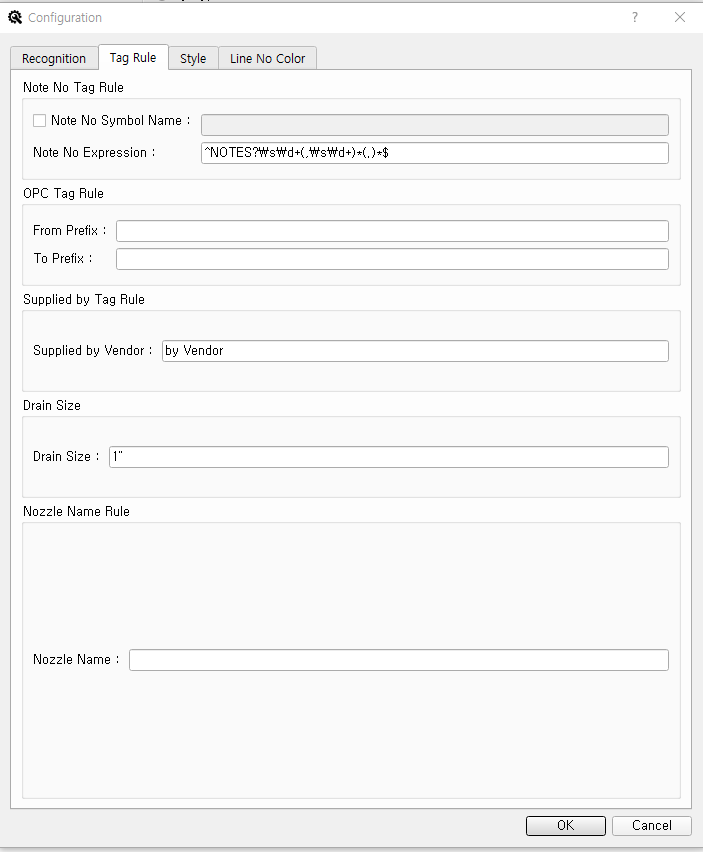 Configuration
?
Recognition Tag Rule Style Line No Color
Note No Tag Rule
Note No Symbol Name :
Note No Expression : ^NOTES?₩s₩d+(,₩s₩d+)*(,)*$
OPC Tag Rule
From Prefix :
To Prefix :
Supplied by Tag Rule
Supplied by Vendor : by Vendor
Drain Size
Drain Size : 1"
Nozzle Name Rule
Nozzle Name :
OK Cancel